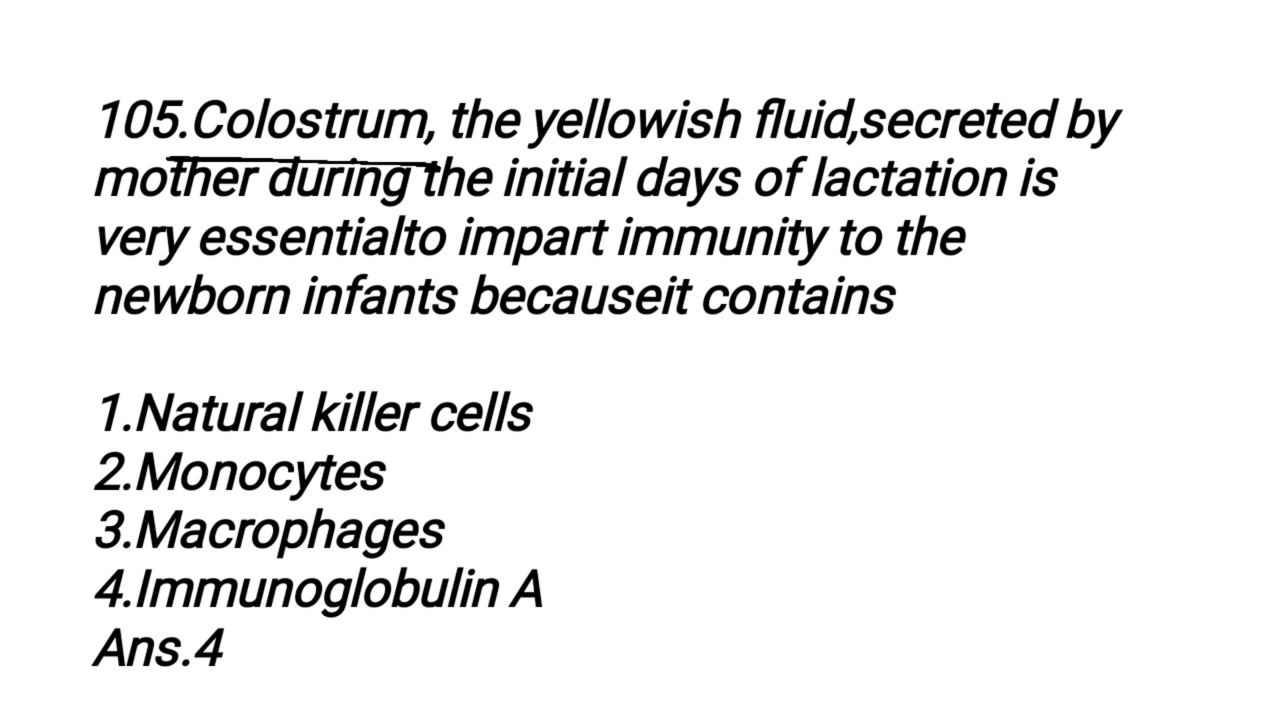 105.Colostrum, the yellowish fluid,secreted by
mother during the initial days of lactation is
very essentialto impart immunity to the
newborn infants becauseit contains
1.Natural killer cells
2.Monocytes
3.Macrophages
4.Immunoglobulin A
Ans.4